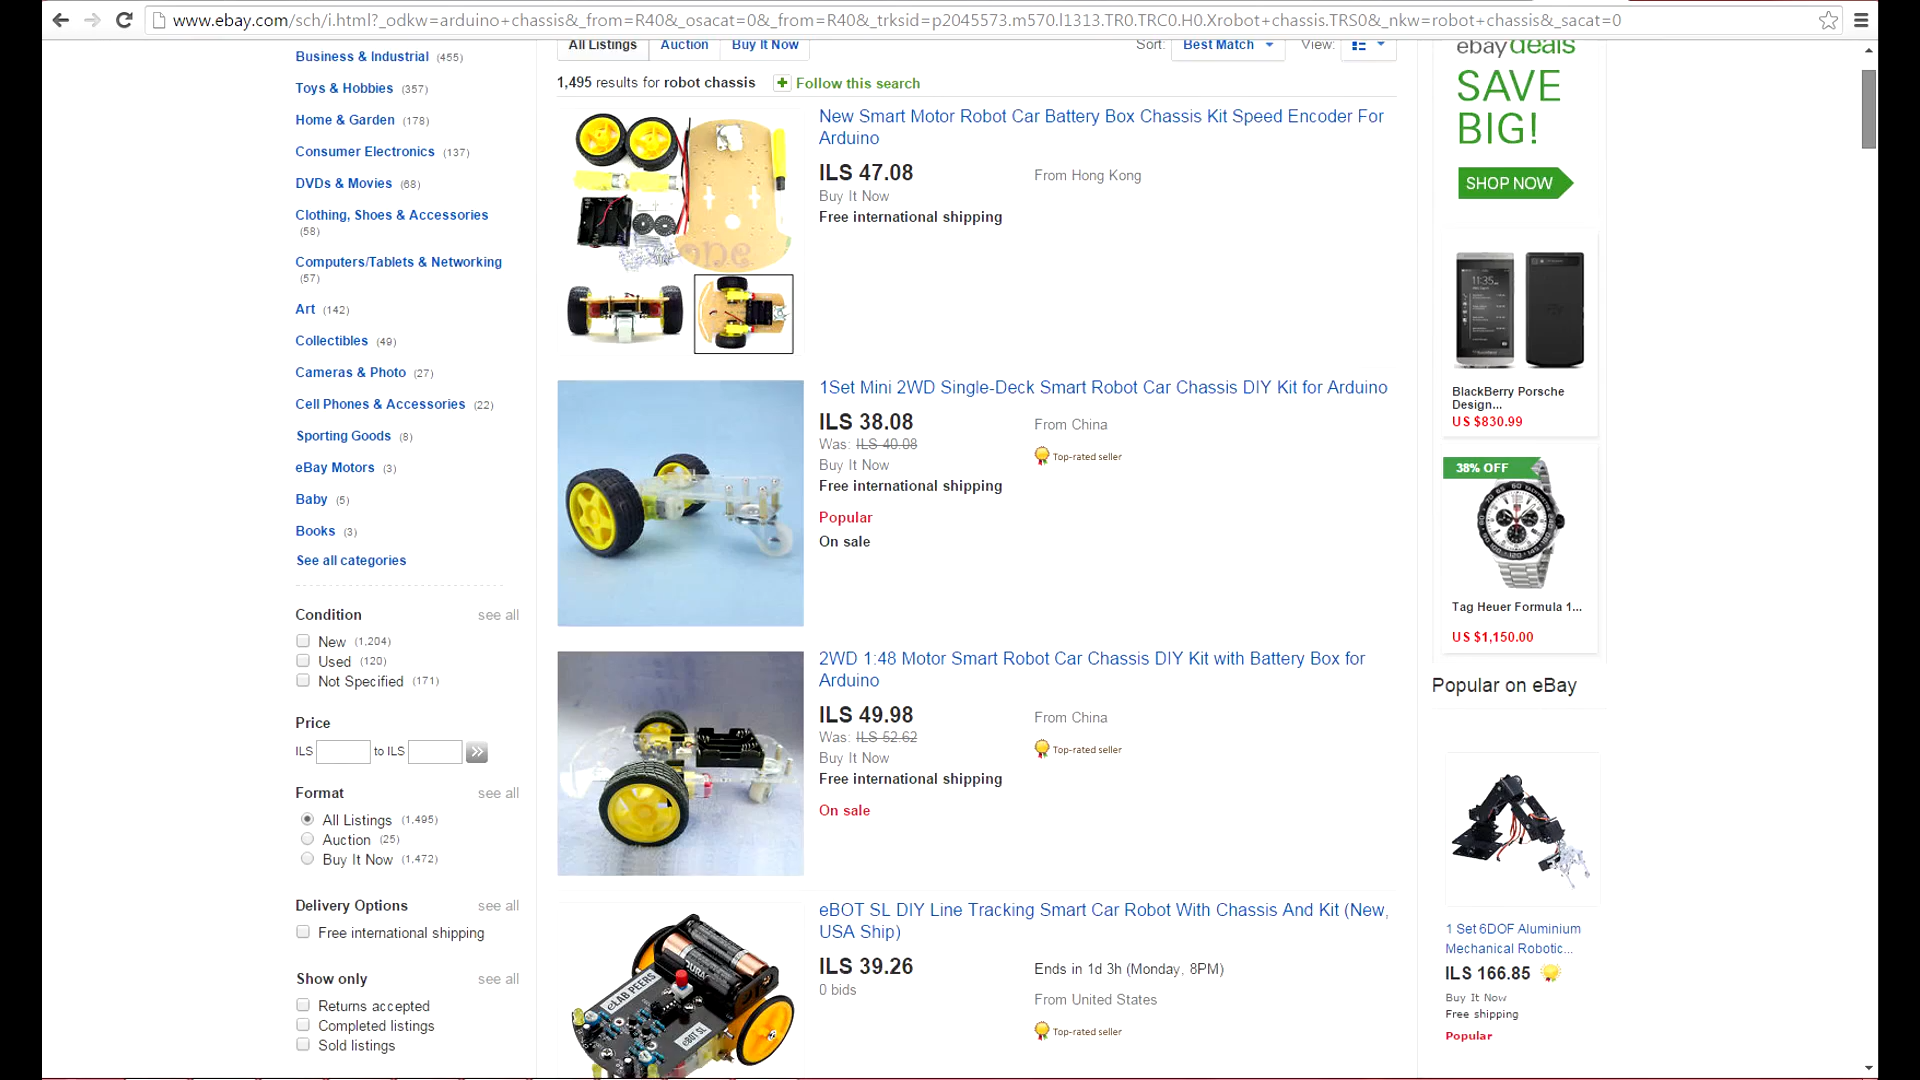 www.ebay.com/sch/i.html?_odkw=arduino+chassis&_from=R40&_osacat=0&_from=R40&_trksid=p2045573.m570.l1313.TR0.TRC0.H0.Xrobot+chassis.TRS0&_nkw=robot+chassis&_sacat=0
Business & Industrial (455)
Toys & Hobbies (357)
Home & Garden (178)
Consumer Electronics (137)
DVDs & Movies (68)
Clothing, Shoes & Accessories
(58)
Computers/Tablets & Networking
(57)
Art (142)
Collectibles (49)
Cameras & Photo (27)
Cell Phones & Accessories (22)
Sporting Goods (8)
eBay Motors (3)
Baby (5)
Books (3)
See all categories
Condition see all
New (1,204)
Used (120)
Not Specified (171)
Price
ILS to ILS
Format see all
All Listings (1,495)
Auction (25)
Buy It Now (1,472)
Delivery Options see all
Free international shipping
Show only see all
Returns accepted
Completed listings
Sold listings
All Listings Auction Buy It Now Sort: Best Match View:
1,495 results for robot chassis Follow this search
New Smart Motor Robot Car Battery Box Chassis Kit Speed Encoder For
Arduino
ILS 47.08 From Hong Kong
Buy It Now
Free international shipping
1Set Mini 2WD Single-Deck Smart Robot Car Chassis DIY Kit for Arduino
ILS 38.08 From China
Was: ILS 40.08
Top-rated seller
Buy It Now
Free international shipping
Popular
On sale
2WD 1:48 Motor Smart Robot Car Chassis DIY Kit with Battery Box for
Arduino
ILS 49.98 From China
Was: ILS 52.62
Top-rated seller
Buy It Now
Free international shipping
On sale
eLAB PEERS
eBOT SL
eBOT SL DIY Line Tracking Smart Car Robot With Chassis And Kit (New,
USA Ship)
ILS 39.26 Ends in 1d 3h (Monday, 8PM)
0 bids From United States
Top-rated seller
ebay deals
SAVE
BIG!
SHOP NOW
11:35
BlackBerry Porsche
Design...
US $830.99
38% OFF
Tag Heuer Formula 1...
US $1,150.00
Popular on eBay
1 Set 6DOF Aluminium
Mechanical Robotic...
ILS 166.85
Buy It Now
Free shipping
Popular